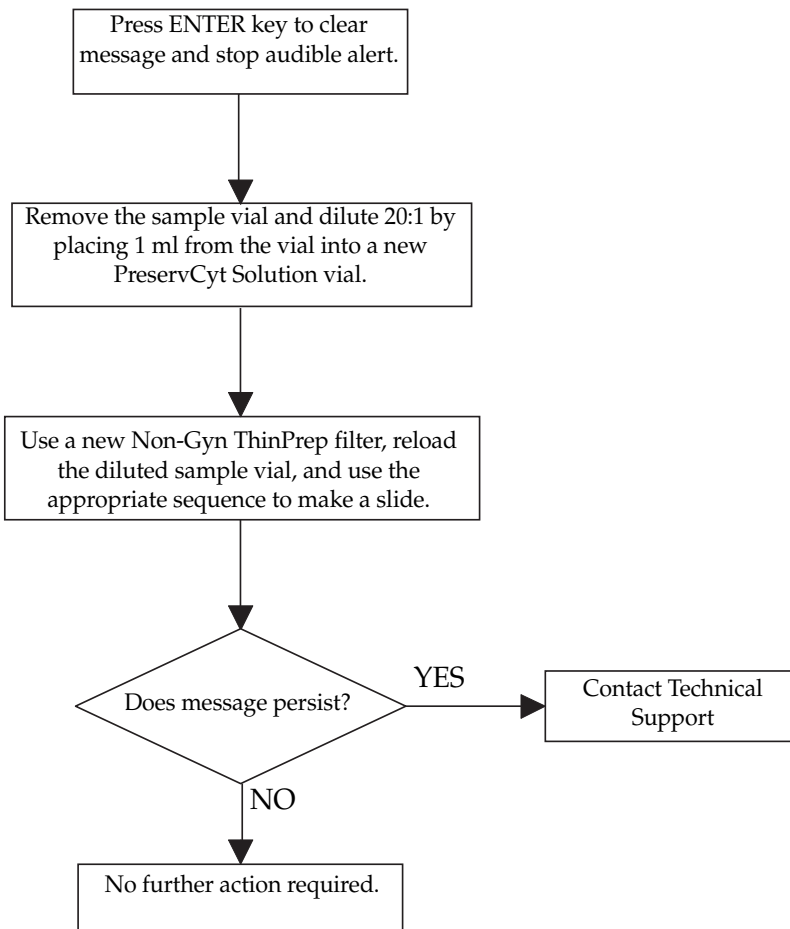 Press ENTER key to clear
message and stop audible alert.
Remove the sample vial and dilute 20:1 by
placing 1 ml from the vial into a new
PreservCyt Solution vial.
Use a new Non-Gyn ThinPrep filter, reload
the diluted sample vial, and use the
appropriate sequence to make a slide.
Does message persist?
YES
Contact Technical
Support
NO
No further action required.